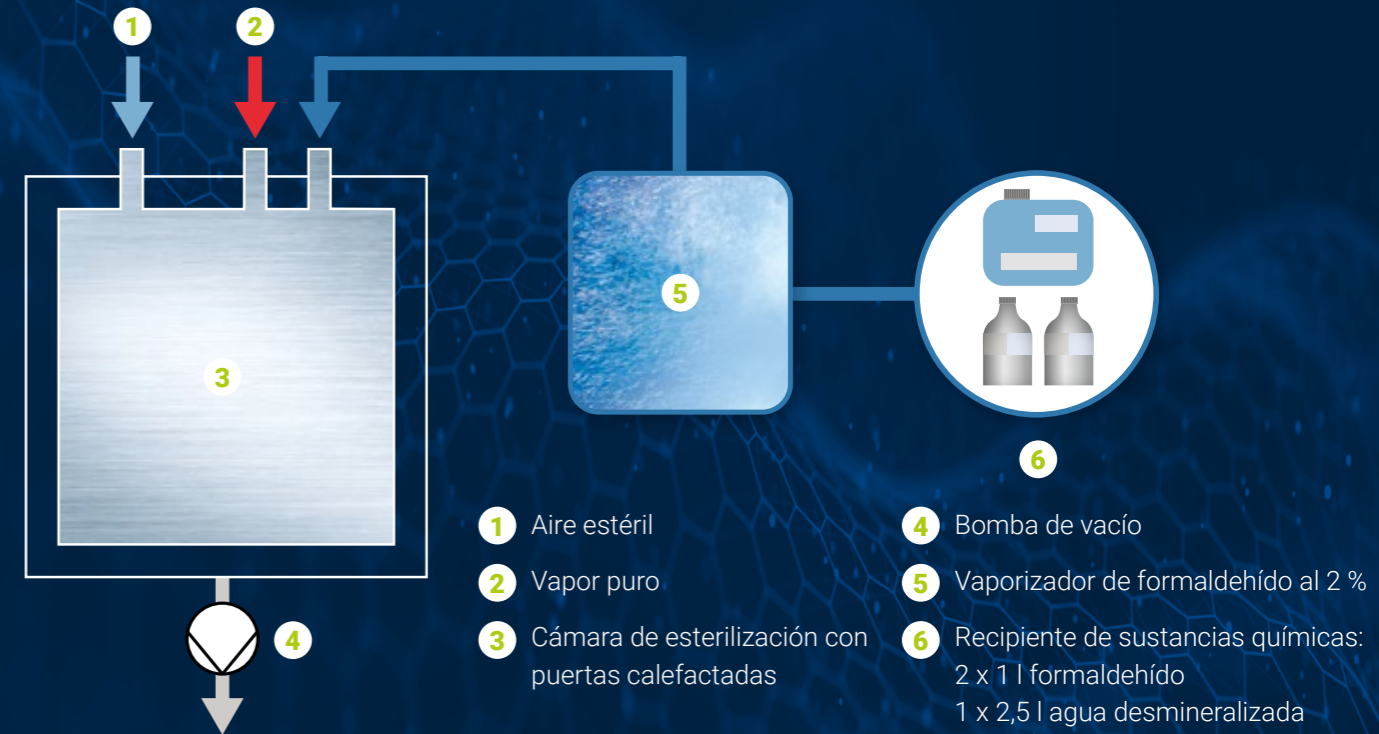 1
2
3
4
5
6
1 Aire estéril
2 Vapor puro
3 Cámara de esterilización con
puertas calefactadas
4 Bomba de vacío
5 Vaporizador de formaldehído al 2 %
6 Recipiente de sustancias químicas:
2 x 1 l formaldehído
1 x 2,5 l agua desmineralizada